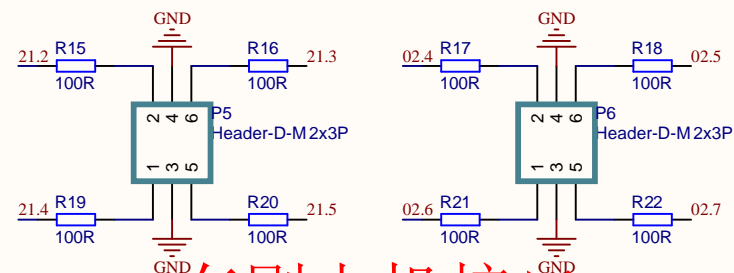 GND GND
R15 R16 R17 R18
21.2 21.3 02.4 02.5
100R 100R 100R 100R
2 4 6 P5 2 4 6 P6
Header-D-M 2x3P Header-D-M 2x3P
1 3 5 1 3 5
R19 R20 R21 R22
21.4 21.5 02.6 02.7
100R 100R 100R 100R
GND GND